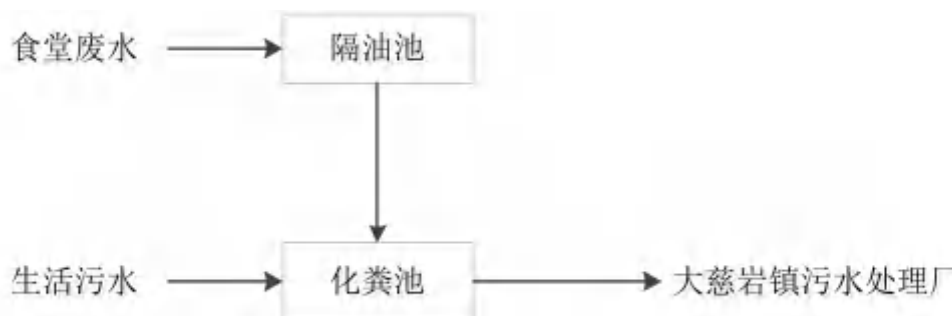 食堂废水
隔油池
生活污水
化粪池
大慈岩镇污水处理厂